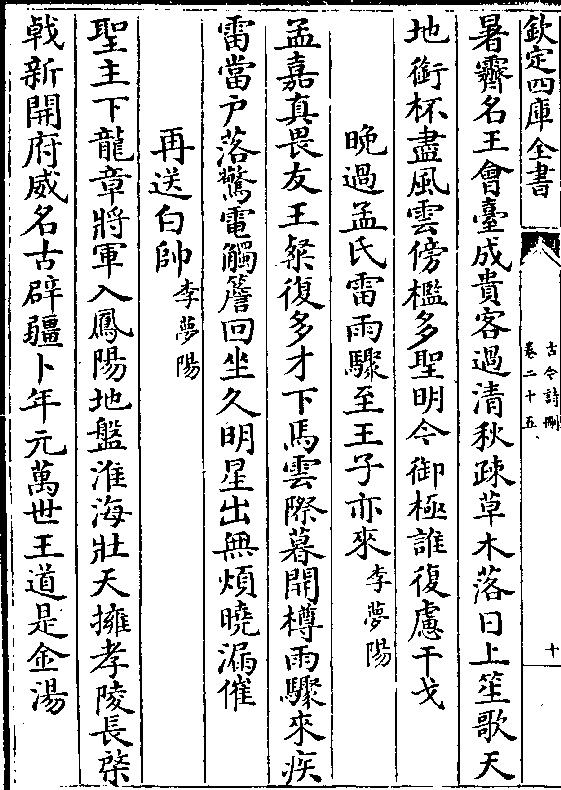 欽定四庫全書
古今詩刪
卷二十五
十
暑霽名王會臺成貴客過清秋疎草木落日上笙歌天
地銜杯盡風雲傍檻多聖明今御極誰復慮干戈
晚過孟氏雷雨驟至王子亦來李夢陽
孟嘉真畏友王粲復多才下馬雲際暮開樽雨驟來疾
雷當户落驚電觸簷回坐久明星出無煩曉漏催
再送白帥李夢陽
聖主下龍章將軍入鳳陽地盤淮海壯天擁孝陵長棨
戟新開府威名古辟疆卜年元萬世王道是金湯